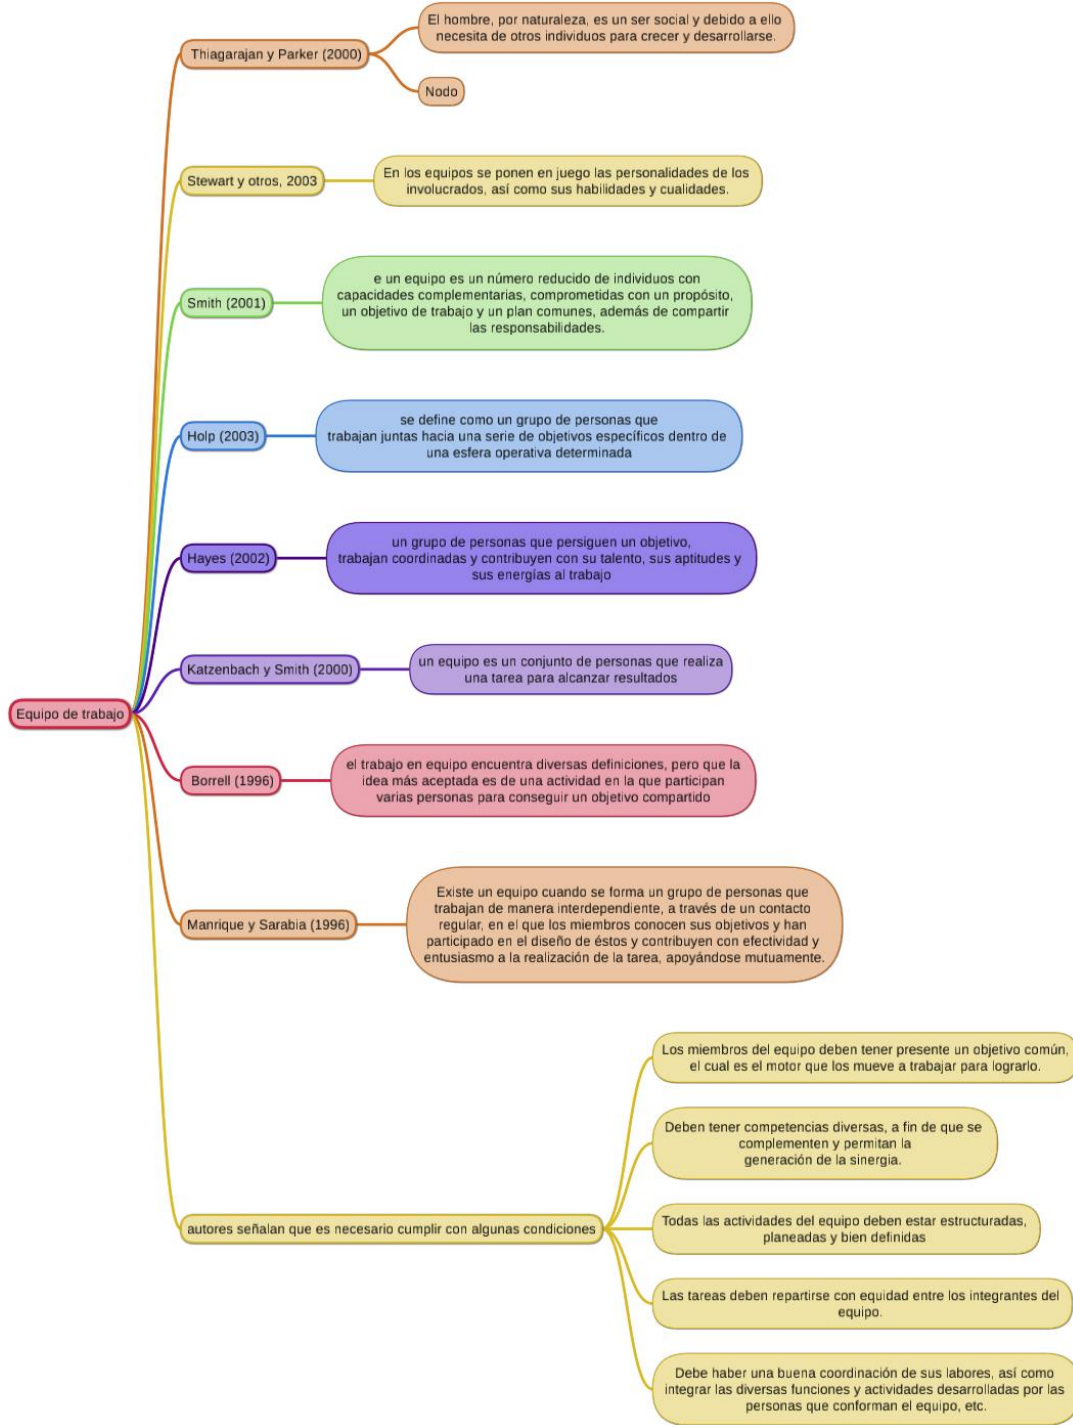 Thiagarajan y Parker (2000)
El hombre, por naturaleza, es un ser social y debido a ello
necesita de otros individuos para crecer y desarrollarse.
Nodo
Stewart y otros, 2003
En los equipos se ponen en juego las personalidades de los
involucrados, así como sus habilidades y cualidades.
Smith (2001)
e un equipo es un número reducido de individuos con
capacidades complementarias, comprometidas con un propósito,
un objetivo de trabajo y un plan comunes, además de compartir
las responsabilidades.
Holp (2003)
se define como un grupo de personas que
trabajan juntas hacia una serie de objetivos específicos dentro de
una esfera operativa determinada
Hayes (2002)
un grupo de personas que persiguen un objetivo,
trabajan coordinadas y contribuyen con su talento, sus aptitudes y
sus energías al trabajo
Katzenbach y Smith (2000)
un equipo es un conjunto de personas que realiza
una tarea para alcanzar resultados
Equipo de trabajo
Borrell (1996)
el trabajo en equipo encuentra diversas definiciones, pero que la
idea más aceptada es de una actividad en la que participan
varias personas para conseguir un objetivo compartido
Manrique y Sarabia (1996)
Existe un equipo cuando se forma un grupo de personas que
trabajan de manera interdependiente, a través de un contacto
regular, en el que los miembros conocen sus objetivos y han
participado en el diseño de éstos y contribuyen con efectividad y
entusiasmo a la realización de la tarea, apoyándose mutuamente.
autores señalan que es necesario cumplir con algunas condiciones
Los miembros del equipo deben tener presente un objetivo común,
el cual es el motor que los mueve a trabajar para lograrlo.
Deben tener competencias diversas, a fin de que se
complementen y permitan la
generación de la sinergia.
Todas las actividades del equipo deben estar estructuradas,
planeadas y bien definidas
Las tareas deben repartirse con equidad entre los integrantes del
equipo.
Debe haber una buena coordinación de sus labores, así como
integrar las diversas funciones y actividades desarrolladas por las
personas que conforman el equipo, etc.